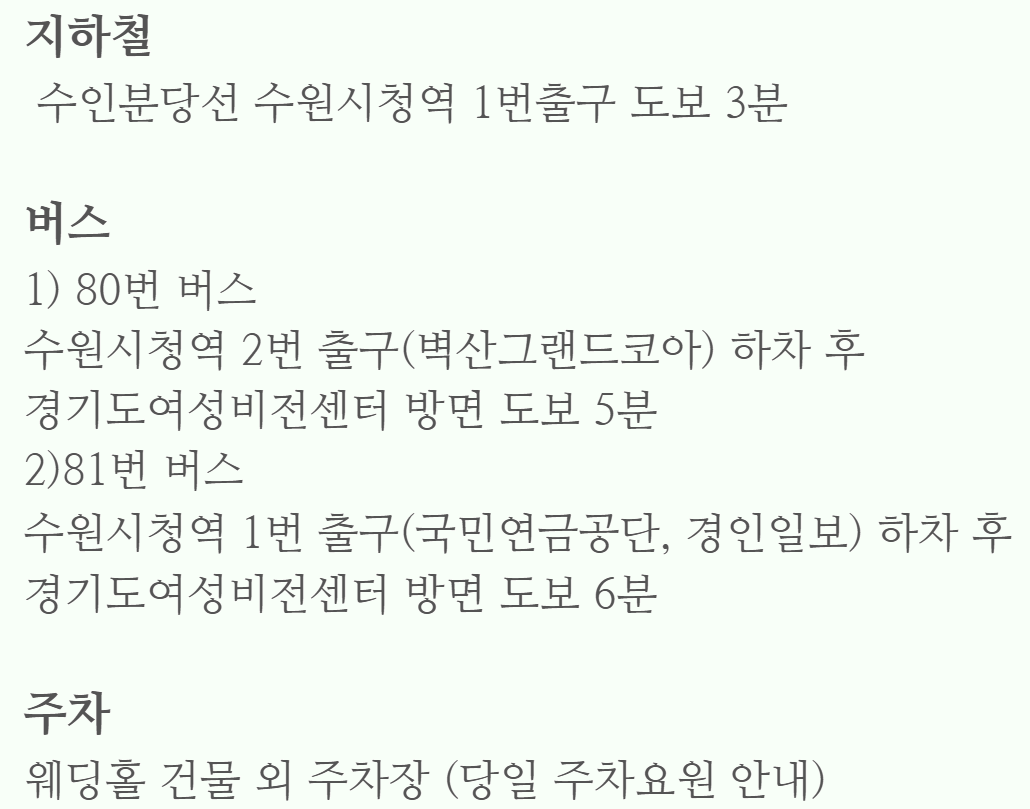 지하철
수인분당선 수원시청역 1번출구 도보 3분
버스
1) 80번 버스
수원시청역 2번 출구(벽산그랜드코아) 하차 후
경기도여성비전센터 방면 도보 5분
2)81번 버스
수원시청역 1번 출구(국민연금공단, 경인일보) 하차 후
경기도여성비전센터 방면 도보 6분
주차
웨딩홀 건물 외 주차장 (당일 주차요원 안내)